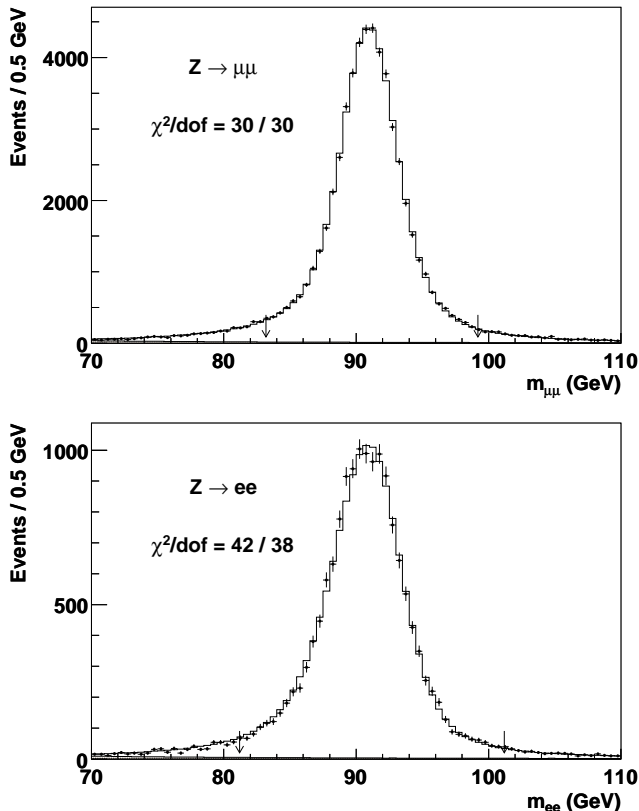 Events / 0.5 GeV
4000
2000
0
Z → μμ
χ²/dof = 30 / 30
70 80 90 100 110
m_μμ (GeV)
Events / 0.5 GeV
1000
500
0
Z → ee
χ²/dof = 42 / 38
70 80 90 100 110
m_ee (GeV)